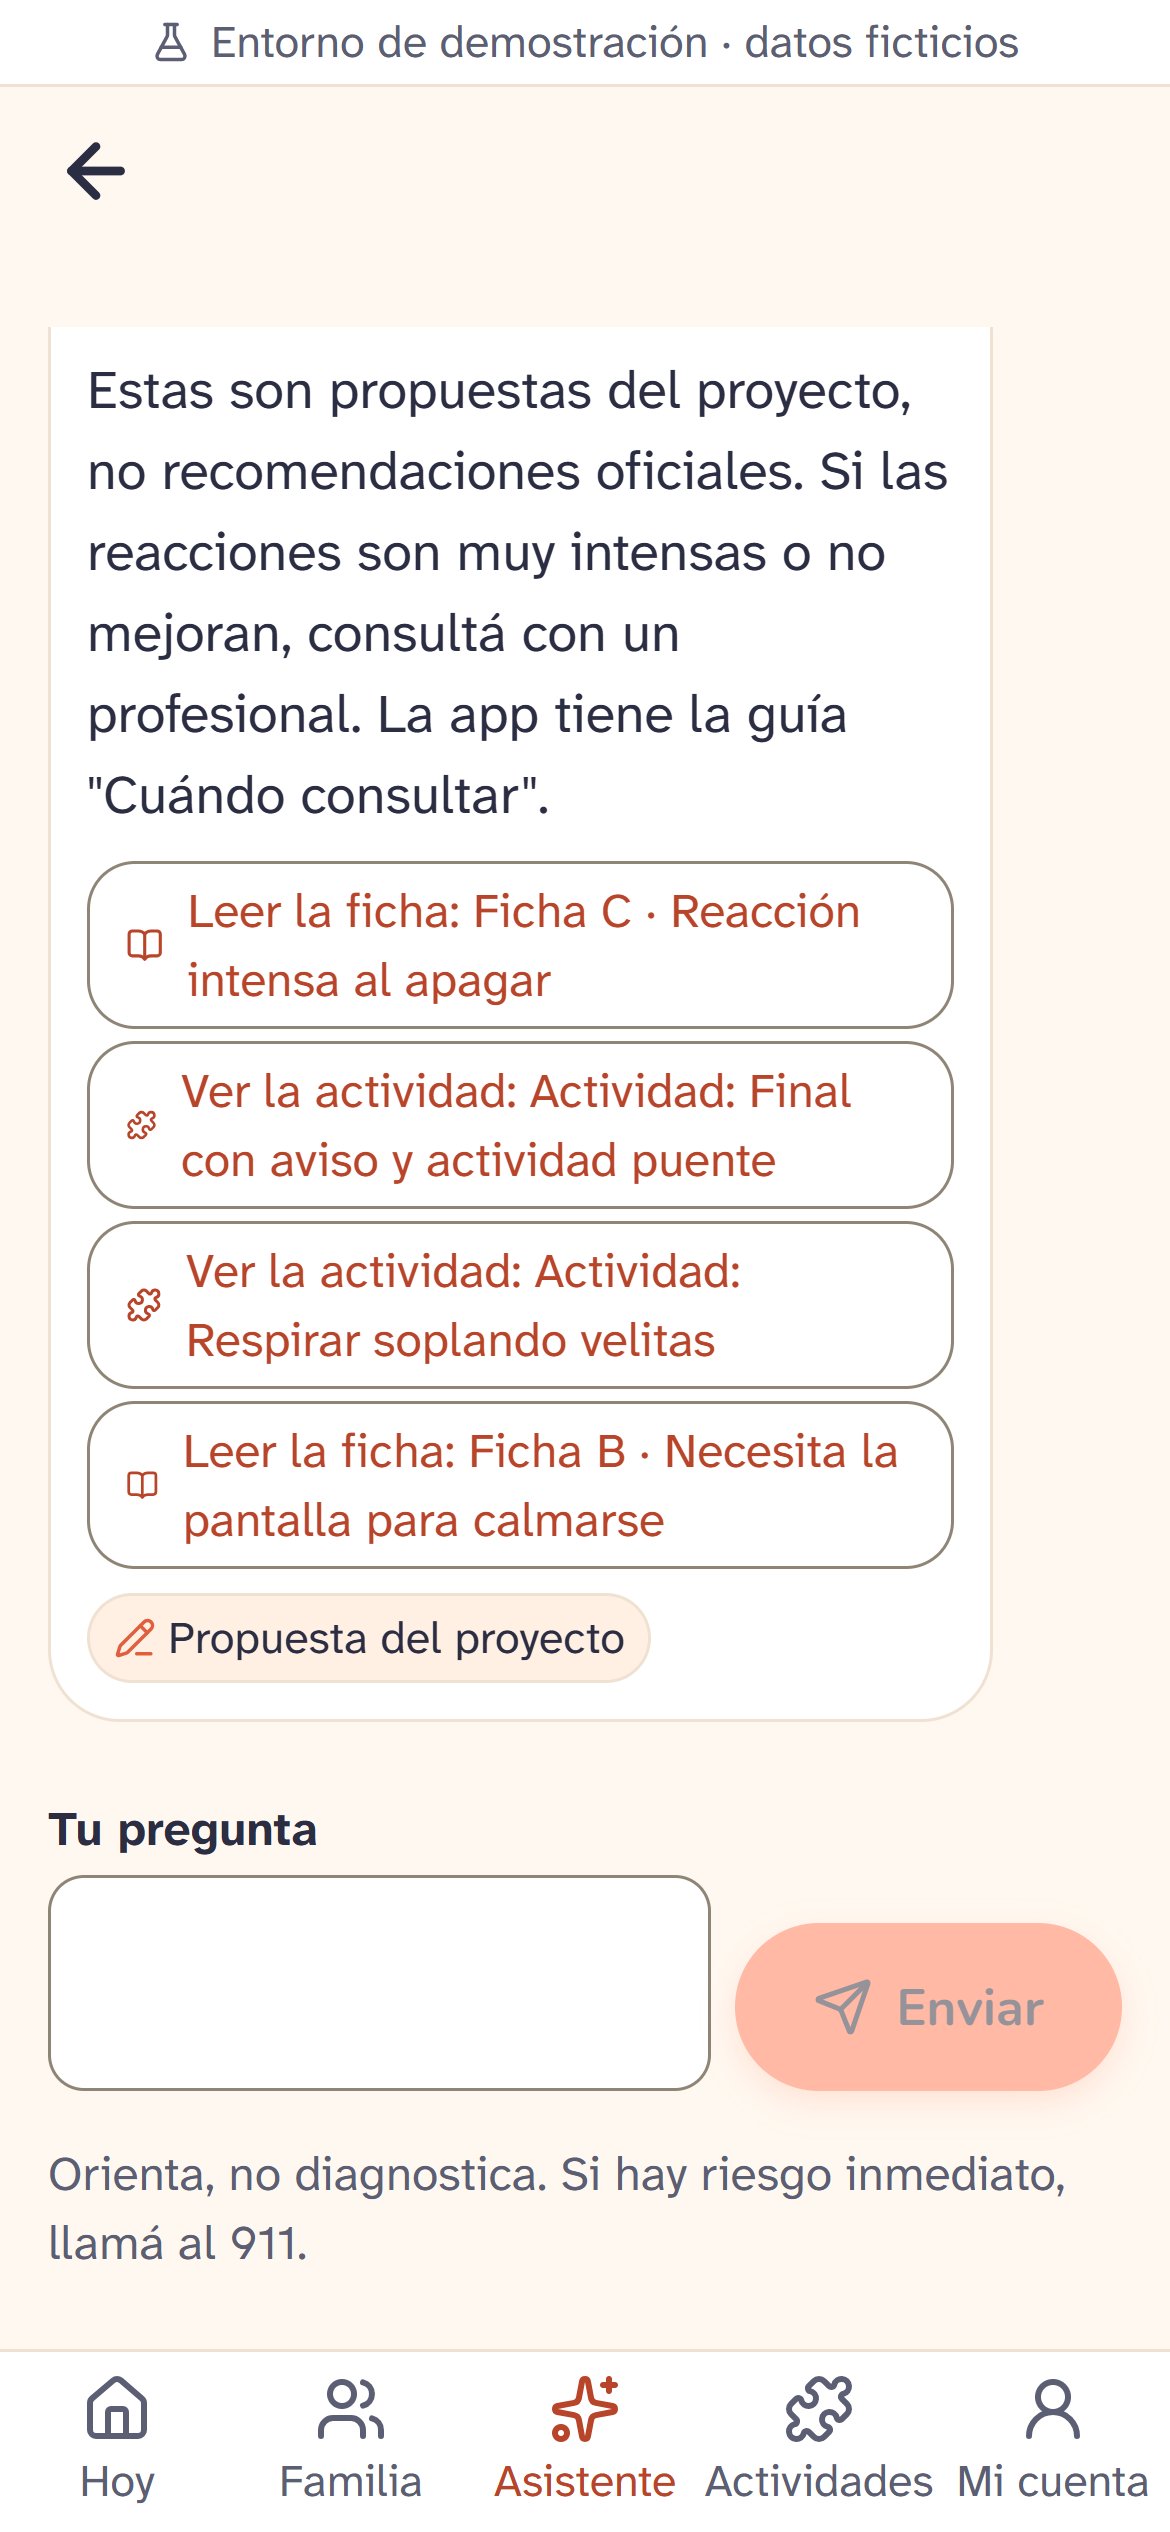 Entorno de demostración · datos ficticios
Estas son propuestas del proyecto,
no recomendaciones oficiales. Si las
reacciones son muy intensas o no
mejoran, consultá con un
profesional. La app tiene la guía
"Cuándo consultar".
Leer la ficha: Ficha C · Reacción
intensa al apagar
Ver la actividad: Actividad: Final
con aviso y actividad puente
Ver la actividad: Actividad:
Respirar soplando velitas
Leer la ficha: Ficha B · Necesita la
pantalla para calmarse
Propuesta del proyecto
Tu pregunta
Enviar
Orienta, no diagnostica. Si hay riesgo inmediato,
llamá al 911.
Hoy
Familia
Asistente
Actividades
Mi cuenta